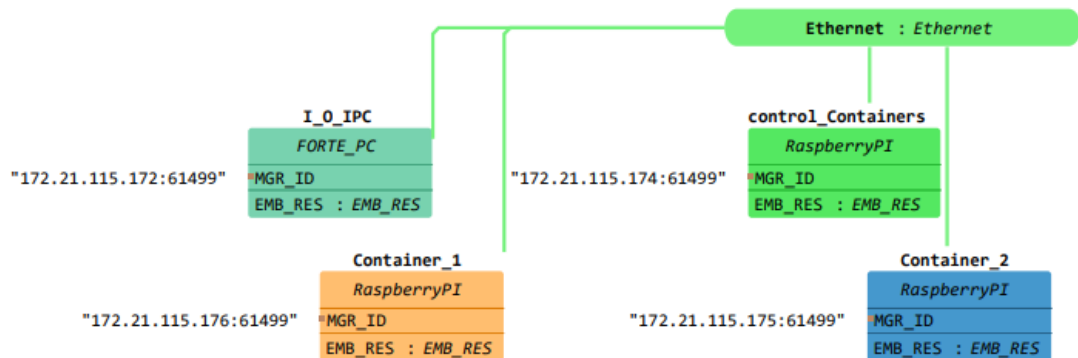 Ethernet : Ethernet
I_O_IPC
FORTE_PC
"172.21.115.172:61499" MGR_ID
EMB_RES : EMB_RES
control_Containers
RaspberryPI
"172.21.115.174:61499" MGR_ID
EMB_RES : EMB_RES
Container_1
RaspberryPI
"172.21.115.176:61499" MGR_ID
EMB_RES : EMB_RES
Container_2
RaspberryPI
"172.21.115.175:61499" MGR_ID
EMB_RES : EMB_RES